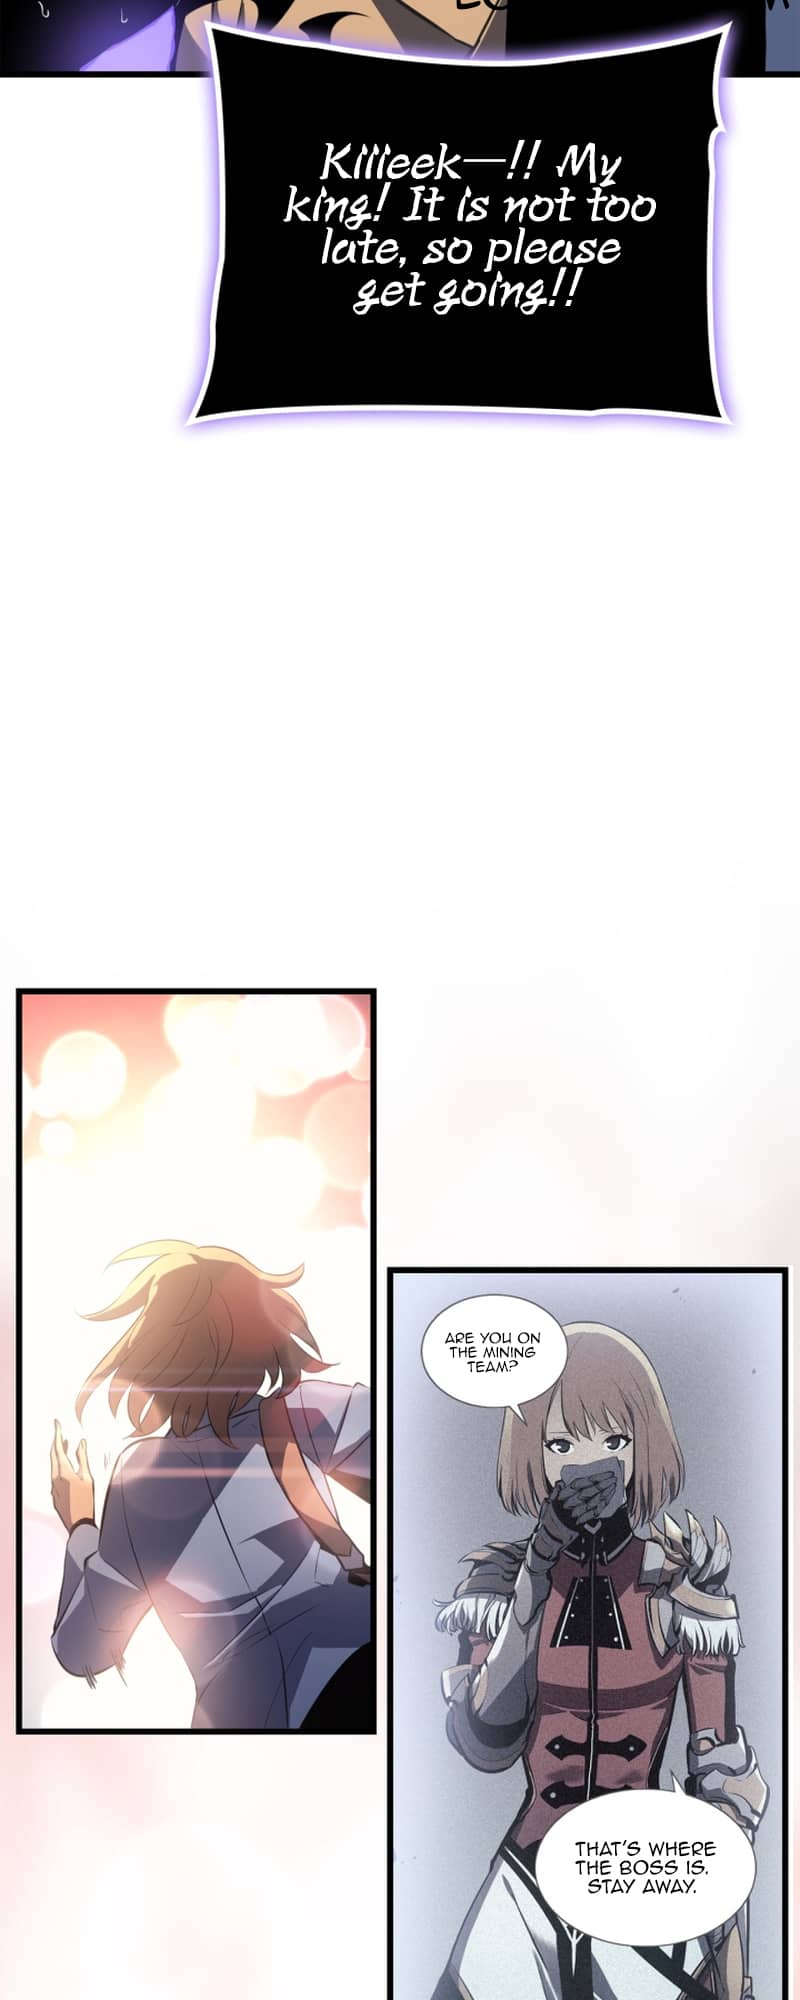 Kiiieek—!! My
king! It is not too
late, so please
get going!!
ARE YOU ON
THE MINING
TEAM?
THAT'S WHERE
THE BOSS IS.
STAY AWAY.